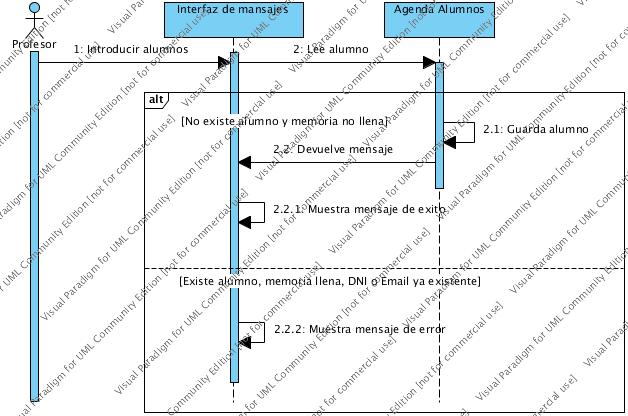 Interfaz de mansajes
Agenda Alumnos
Profesor
1: Introducir alumnos
2: Lee alumno
alt
[No existe alumno y memoria no llena]
2.1: Guarda alumno
2.2: Devuelve mensaje
2.2.1: Muestra mensaje de exito
[Existe alumno, memoria llena, DNI o Email ya existente]
2.2.2: Muestra mensaje de error
Visual Paradigm for UML Community Edition [not for commercial use]